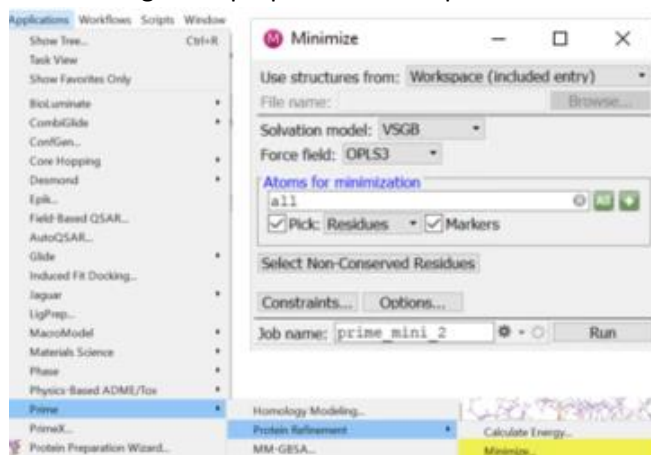 Applications Workflows Scripts Window
Show Tree... Ctrl+R
Task View
Show Favorites Only
BioLuminate
CombiGlide
ConfGen...
Core Hopping
Desmond
Epik...
Field-Based QSAR...
AutoQSAR...
Glide
Induced Fit Docking...
Jaguar
LigPrep...
MacroModel
Materials Science
Phase
Physics-Based ADME/Tox
Prime
PrimeX...
Protein Preparation Wizard...
Minimize
Use structures from: Workspace (included entry)
File name: Browse...
Solvation model: VSGB
Force field: OPLS3
Atoms for minimization
all All
Pick: Residues Markers
Select Non-Conserved Residues
Constraints... Options...
Job name: prime_mini_2 Run
Homology Modeling...
Protein Refinement
MM-GBSA...
Calculate Energy...
Minimize...